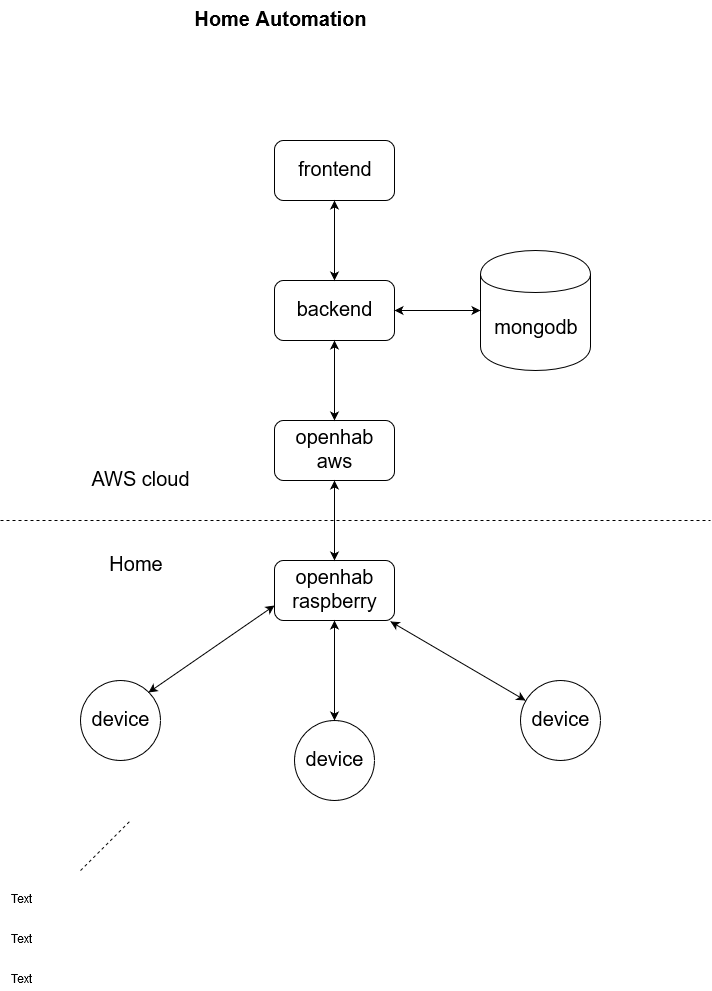 Home Automation
frontend
backend
mongodb
openhab
aws
AWS cloud
Home
openhab
raspberry
device
device
device
Text
Text
Text